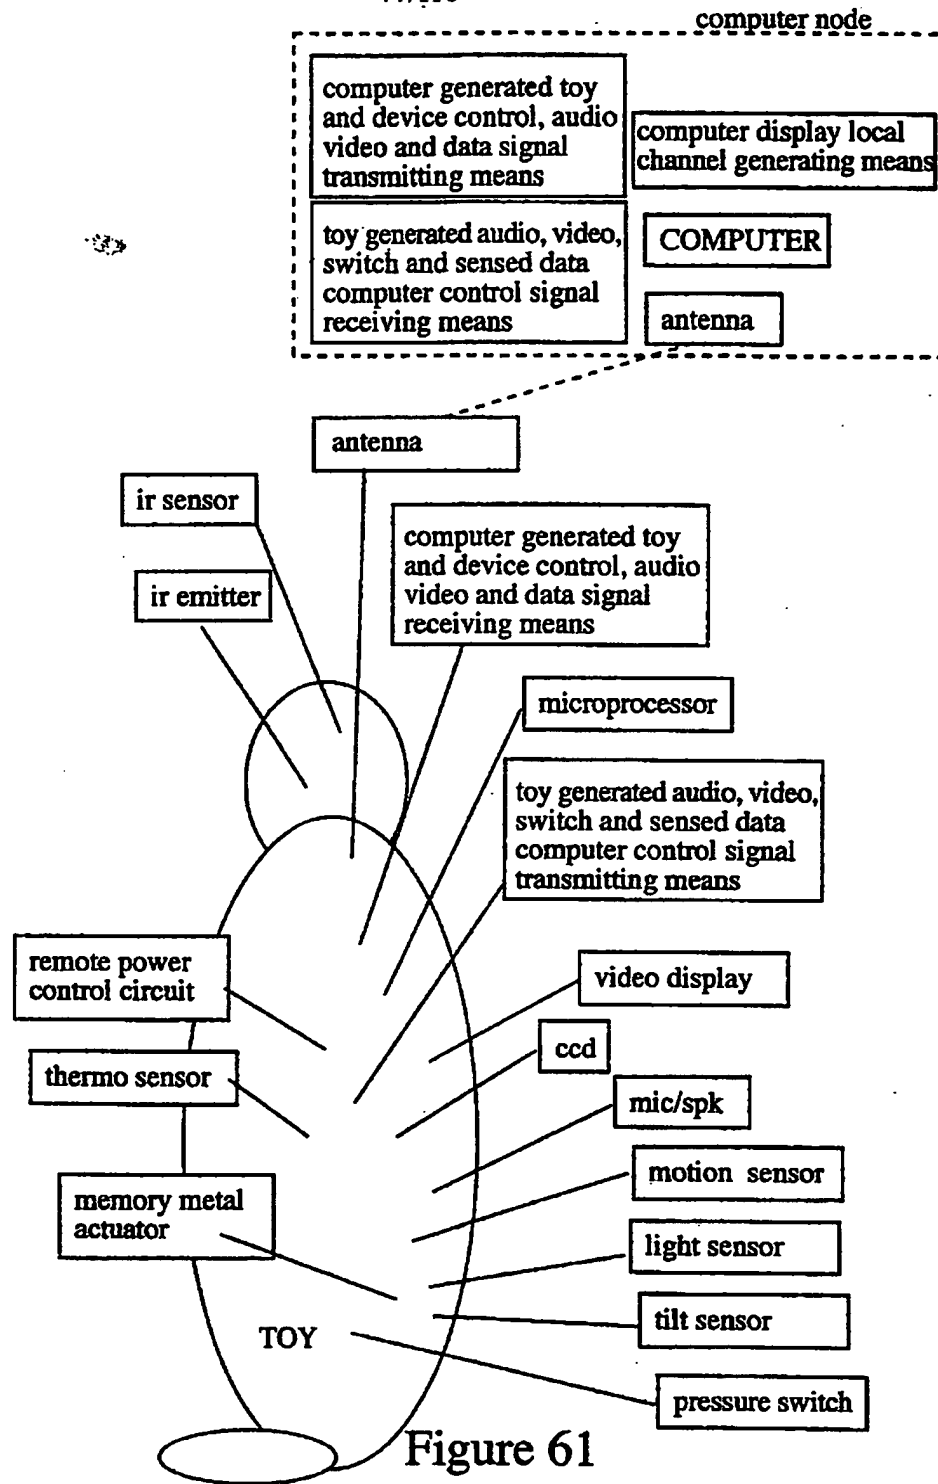 computer node
computer generated toy
and device control, audio
video and data signal
transmitting means
computer display local
channel generating means
toy generated audio, video,
switch and sensed data
computer control signal
receiving means
COMPUTER
antenna
antenna
ir sensor
computer generated toy
and device control, audio
video and data signal
receiving means
ir emitter
microprocessor
toy generated audio, video,
switch and sensed data
computer control signal
transmitting means
remote power
control circuit
video display
ccd
thermo sensor
mic/spk
motion sensor
memory metal
actuator
light sensor
tilt sensor
TOY
pressure switch
Figure 61